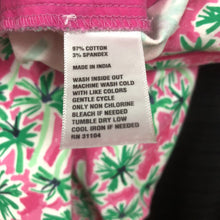 97% COTTON
3% SPANDEX
MADE IN INDIA
WASH INSIDE OUT
MACHINE WASH COLD
WITH LIKE COLORS
GENTLE CYCLE
ONLY NON CHLORINE
BLEACH IF NEEDED
TUMBLE DRY LOW
COOL IRON IF NEEDED
RN 31104